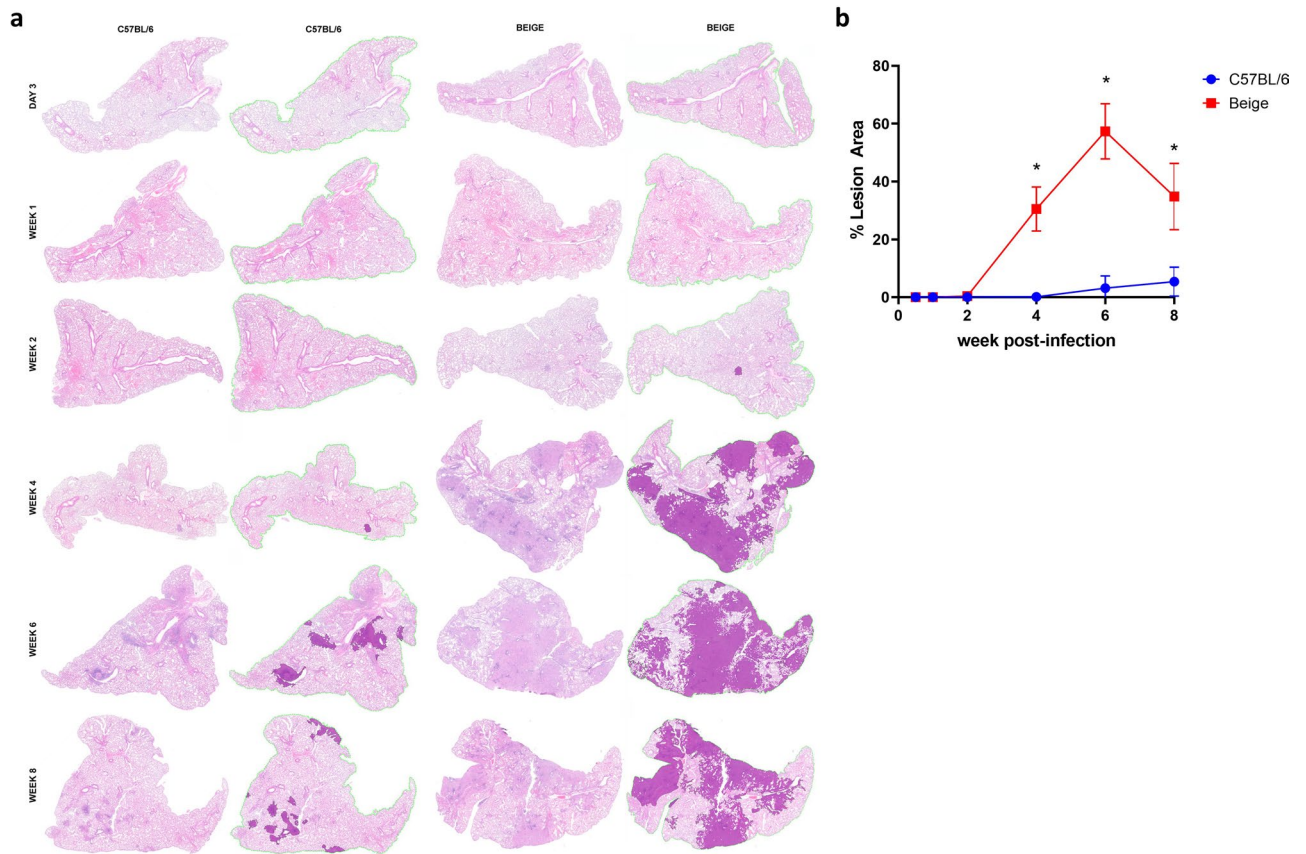 a
C57BL/6 C57BL/6 BEIGE BEIGE
DAY 3
WEEK 1
WEEK 2
WEEK 4
WEEK 6
WEEK 8
b
80
60
40
20
0
% Lesion Area
* * *
0 2 4 6 8
week post-infection
C57BL/6
Beige